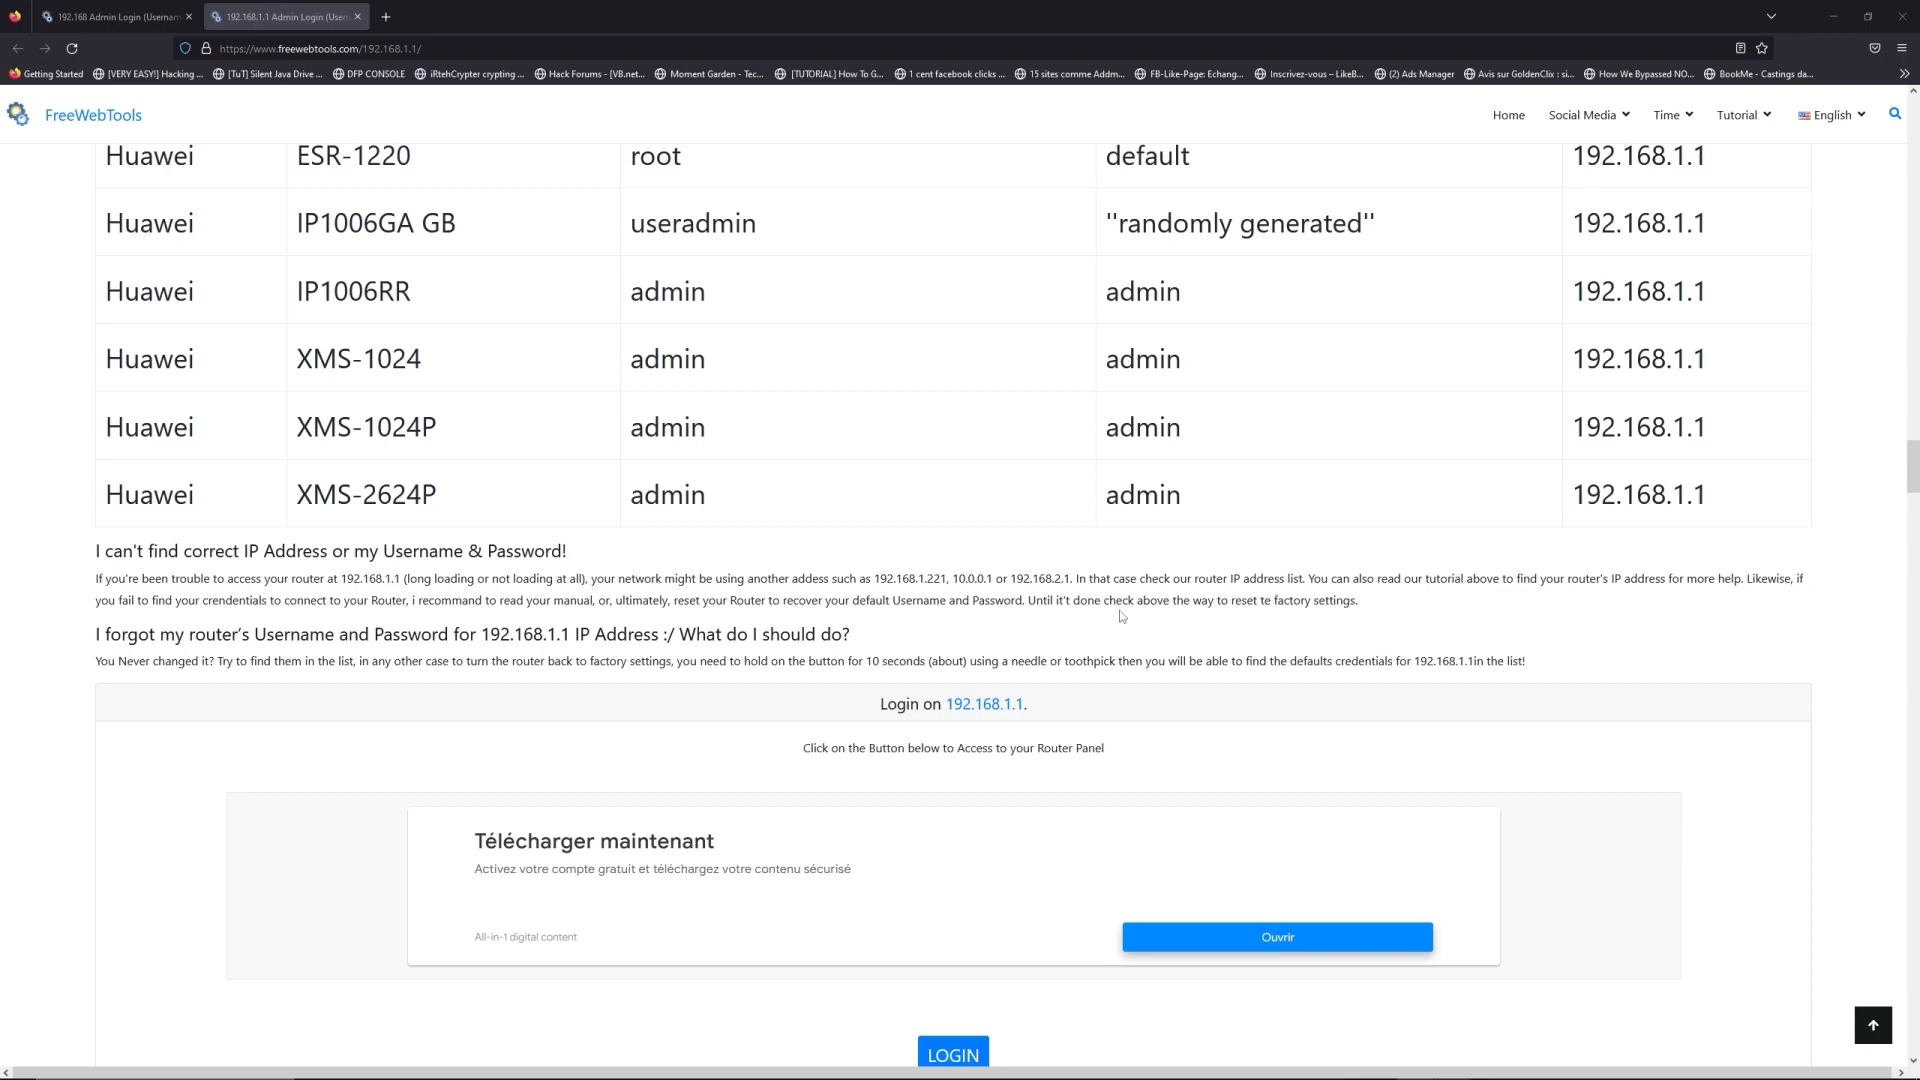 192.168 Admin Login (Usernam
192.168.1.1 Admin Login (User
https://www.freewebtools.com/192.168.1.1/
Getting Started
[VERY EASY!] Hacking ...
[TuT] Silent Java Drive ...
DFP CONSOLE
iRtehCrypter crypting ...
Hack Forums - [VB.net...
Moment Garden - Tec...
[TUTORIAL] How To G...
1 cent facebook clicks ...
15 sites comme Addm...
FB-Like-Page: Echang...
Inscrivez-vous – LikeB...
(2) Ads Manager
Avis sur GoldenClix : si...
How We Bypassed NO...
BookMe - Castings da...
FreeWebTools
Home
Social Media
Time
Tutorial
English
Huawei ESR-1220 root default 192.168.1.1
Huawei IP1006GA GB useradmin ''randomly generated'' 192.168.1.1
Huawei IP1006RR admin admin 192.168.1.1
Huawei XMS-1024 admin admin 192.168.1.1
Huawei XMS-1024P admin admin 192.168.1.1
Huawei XMS-2624P admin admin 192.168.1.1
I can't find correct IP Address or my Username & Password!
If you're been trouble to access your router at 192.168.1.1 (long loading or not loading at all), your network might be using another addess such as 192.168.1.221, 10.0.0.1 or 192.168.2.1. In that case check our router IP address list. You can also read our tutorial above to find your router's IP address for more help. Likewise, if
you fail to find your crendentials to connect to your Router, i recommand to read your manual, or, ultimately, reset your Router to recover your default Username and Password. Until it't done check above the way to reset te factory settings.
I forgot my router’s Username and Password for 192.168.1.1 IP Address :/ What do I should do?
You Never changed it? Try to find them in the list, in any other case to turn the router back to factory settings, you need to hold on the button for 10 seconds (about) using a needle or toothpick then you will be able to find the defaults credentials for 192.168.1.1in the list!
Login on 192.168.1.1.
Click on the Button below to Access to your Router Panel
Télécharger maintenant
Activez votre compte gratuit et téléchargez votre contenu sécurisé
All-in-1 digital content
Ouvrir
LOGIN